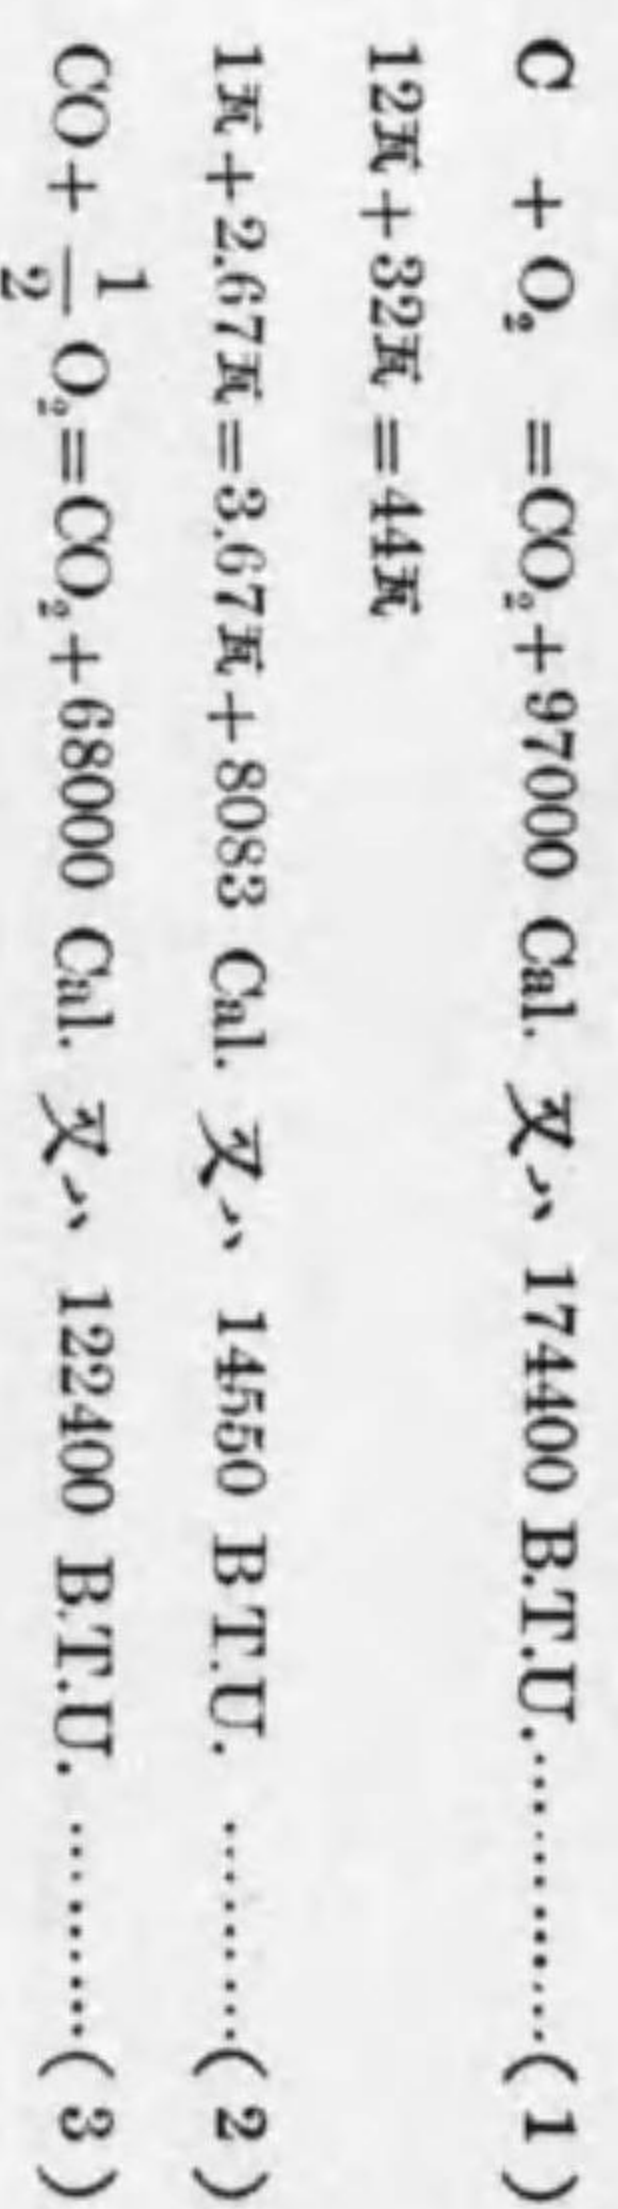 C + O₂ =CO₂+97000 Cal. 又ハ 174400 B.T.U.…………( 1 )
12瓦+32瓦 =44瓦
1瓦+2.67瓦=3.67瓦+8083 Cal. 又ハ 14550 B.T.U. …………( 2 )
CO+ 1/2 O₂=CO₂+68000 Cal. 又ハ 122400 B.T.U. …………( 3 )